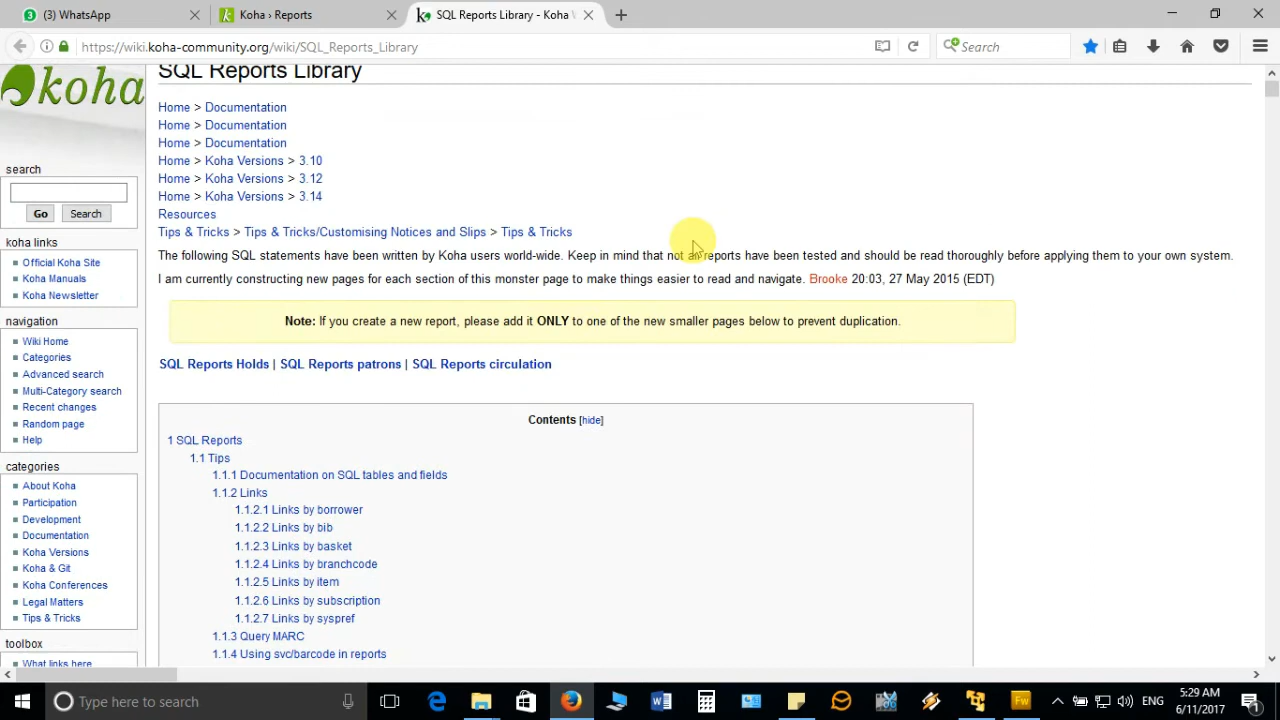 (3) WhatsApp
Koha › Reports
SQL Reports Library - Koha
https://wiki.koha-community.org/wiki/SQL_Reports_Library
Search
koha
SQL Reports Library
Home > Documentation
Home > Documentation
Home > Documentation
Home > Koha Versions > 3.10
Home > Koha Versions > 3.12
Home > Koha Versions > 3.14
Resources
Tips & Tricks > Tips & Tricks/Customising Notices and Slips > Tips & Tricks
The following SQL statements have been written by Koha users world-wide. Keep in mind that not all reports have been tested and should be read thoroughly before applying them to your own system.
I am currently constructing new pages for each section of this monster page to make things easier to read and navigate. Brooke 20:03, 27 May 2015 (EDT)
Note: If you create a new report, please add it ONLY to one of the new smaller pages below to prevent duplication.
SQL Reports Holds | SQL Reports patrons | SQL Reports circulation
Contents [hide]
1 SQL Reports
1.1 Tips
1.1.1 Documentation on SQL tables and fields
1.1.2 Links
1.1.2.1 Links by borrower
1.1.2.2 Links by bib
1.1.2.3 Links by basket
1.1.2.4 Links by branchcode
1.1.2.5 Links by item
1.1.2.6 Links by subscription
1.1.2.7 Links by syspref
1.1.3 Query MARC
1.1.4 Using svc/barcode in reports
search
Go
Search
koha links
Official Koha Site
Koha Manuals
Koha Newsletter
navigation
Wiki Home
Categories
Advanced search
Multi-Category search
Recent changes
Random page
Help
categories
About Koha
Participation
Development
Documentation
Koha Versions
Koha & Git
Koha Conferences
Legal Matters
Tips & Tricks
toolbox
What links here
Type here to search
ENG
5:29 AM
6/11/2017